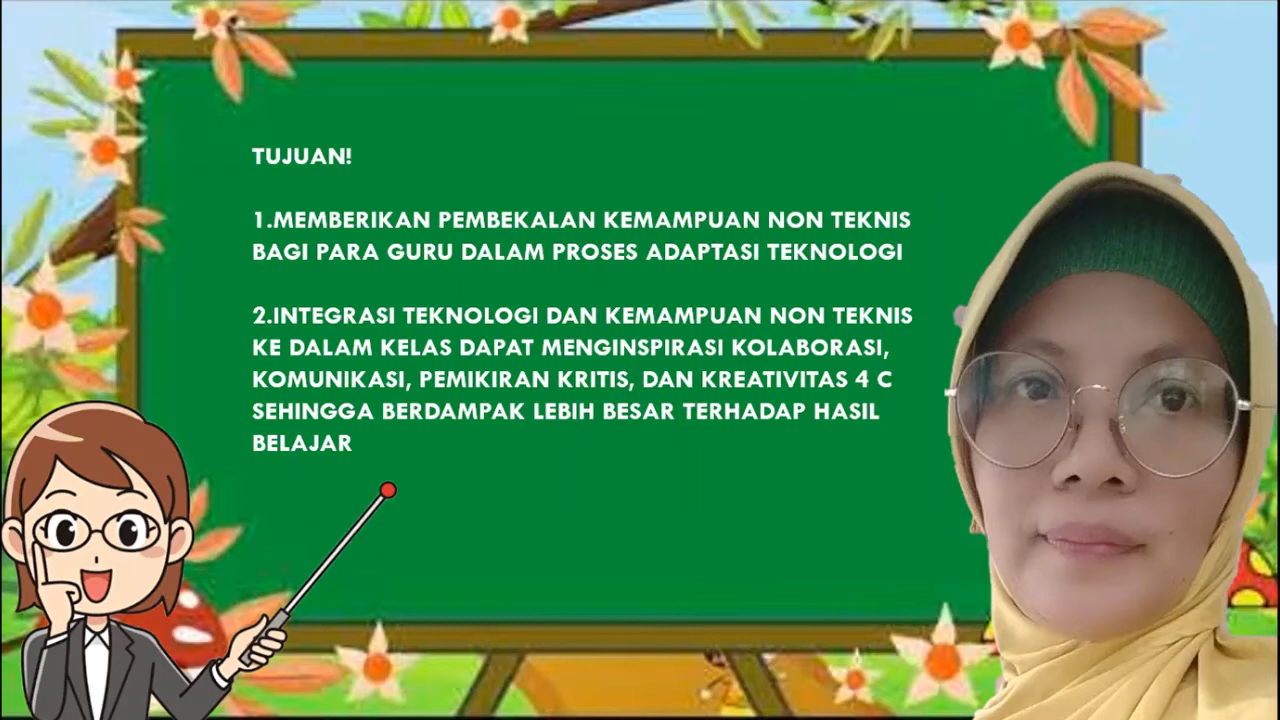 TUJUAN!
1.MEMBERIKAN PEMBEKALAN KEMAMPUAN NON TEKNIS
BAGI PARA GURU DALAM PROSES ADAPTASI TEKNOLOGI
2.INTEGRASI TEKNOLOGI DAN KEMAMPUAN NON TEKNIS
KE DALAM KELAS DAPAT MENGINSPIRASI KOLABORASI,
KOMUNIKASI, PEMIKIRAN KRITIS, DAN KREATIVITAS 4 C
SEHINGGA BERDAMPAK LEBIH BESAR TERHADAP HASIL
BELAJAR